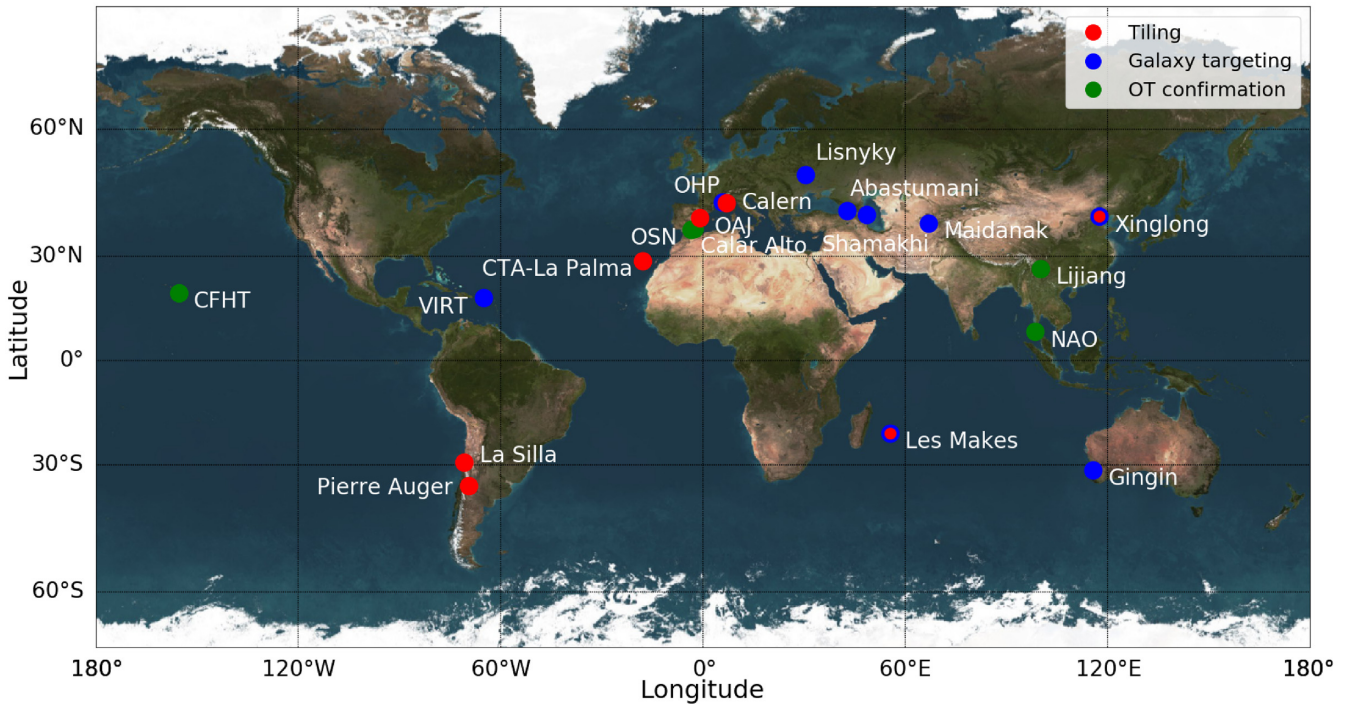 Tiling
Galaxy targeting
OT confirmation
60°N
Lisnyky
OHP
Abastumani
Calern
OAJ
Xinglong
OSN
Calar Alto
Shamakhi
Maidanak
30°N
CTA-La Palma
Lijiang
CFHT
VIRT
NAO
0°
Latitude
Les Makes
La Silla
30°S
Pierre Auger
Gingin
60°S
180°
120°W
60°W
0°
60°E
120°E
180°
Longitude